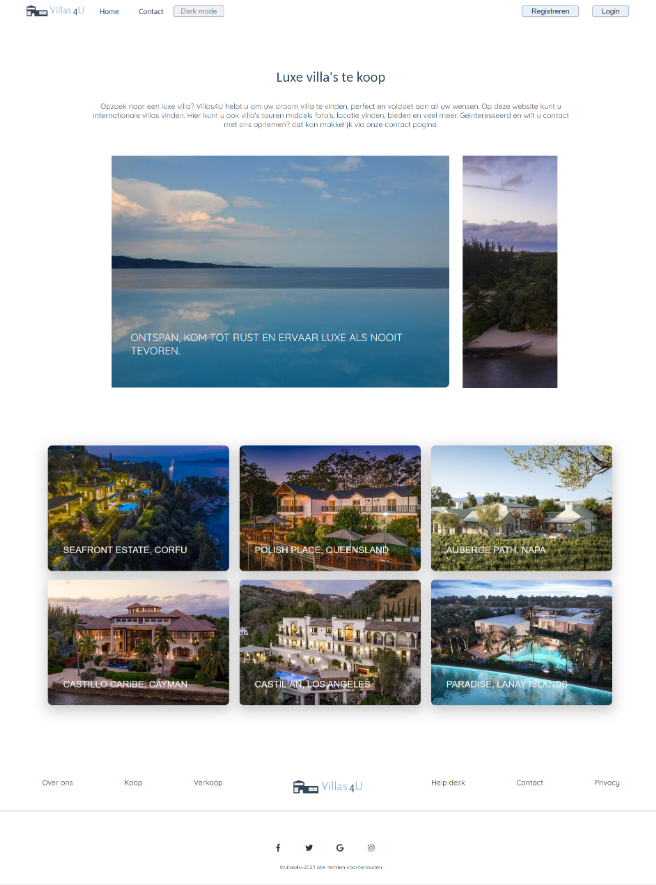 Villas 4U Home Contact Dark mode Registreren Login
Luxe villa's te koop
Opzoek naar een luxe villa? Villas4U helpt u om uw droom villa te vinden, perfect en voldoet aan all uw wensen. Op deze website kunt u
internationale villas vinden. Hier kunt u ook villa's touren middels foto's, locatie vinden, bieden en veel meer. Geinteresseerd en wilt u contact
met ons opnemen? dat kan makkelijk via onze contact pagina.
ONTSPAN, KOM TOT RUST EN ERVAAR LUXE ALS NOOIT
TEVOREN.
SEAFRONT ESTATE, CORFU
POLISH PLACE, QUEENSLAND
AUBERGE PATH, NAPA
CASTILLO CARIBE, CAYMAN
CASTILIAN, LOS ANGELES
PARADISE, LANAY ISLANDS
Over ons Koop Verkoop Villas 4U Help desk Contact Privacy
©Villas4u-2023 Alle rechten voorbehouden